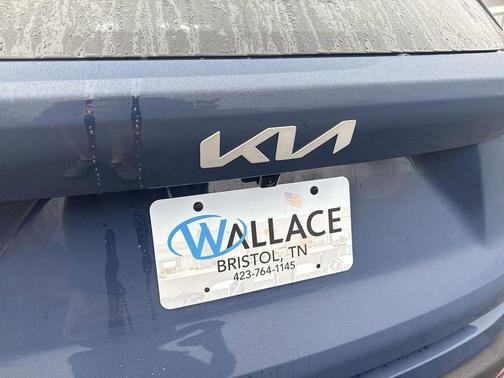 KIA
WALLACE
BRISTOL, TN
423-764-1145